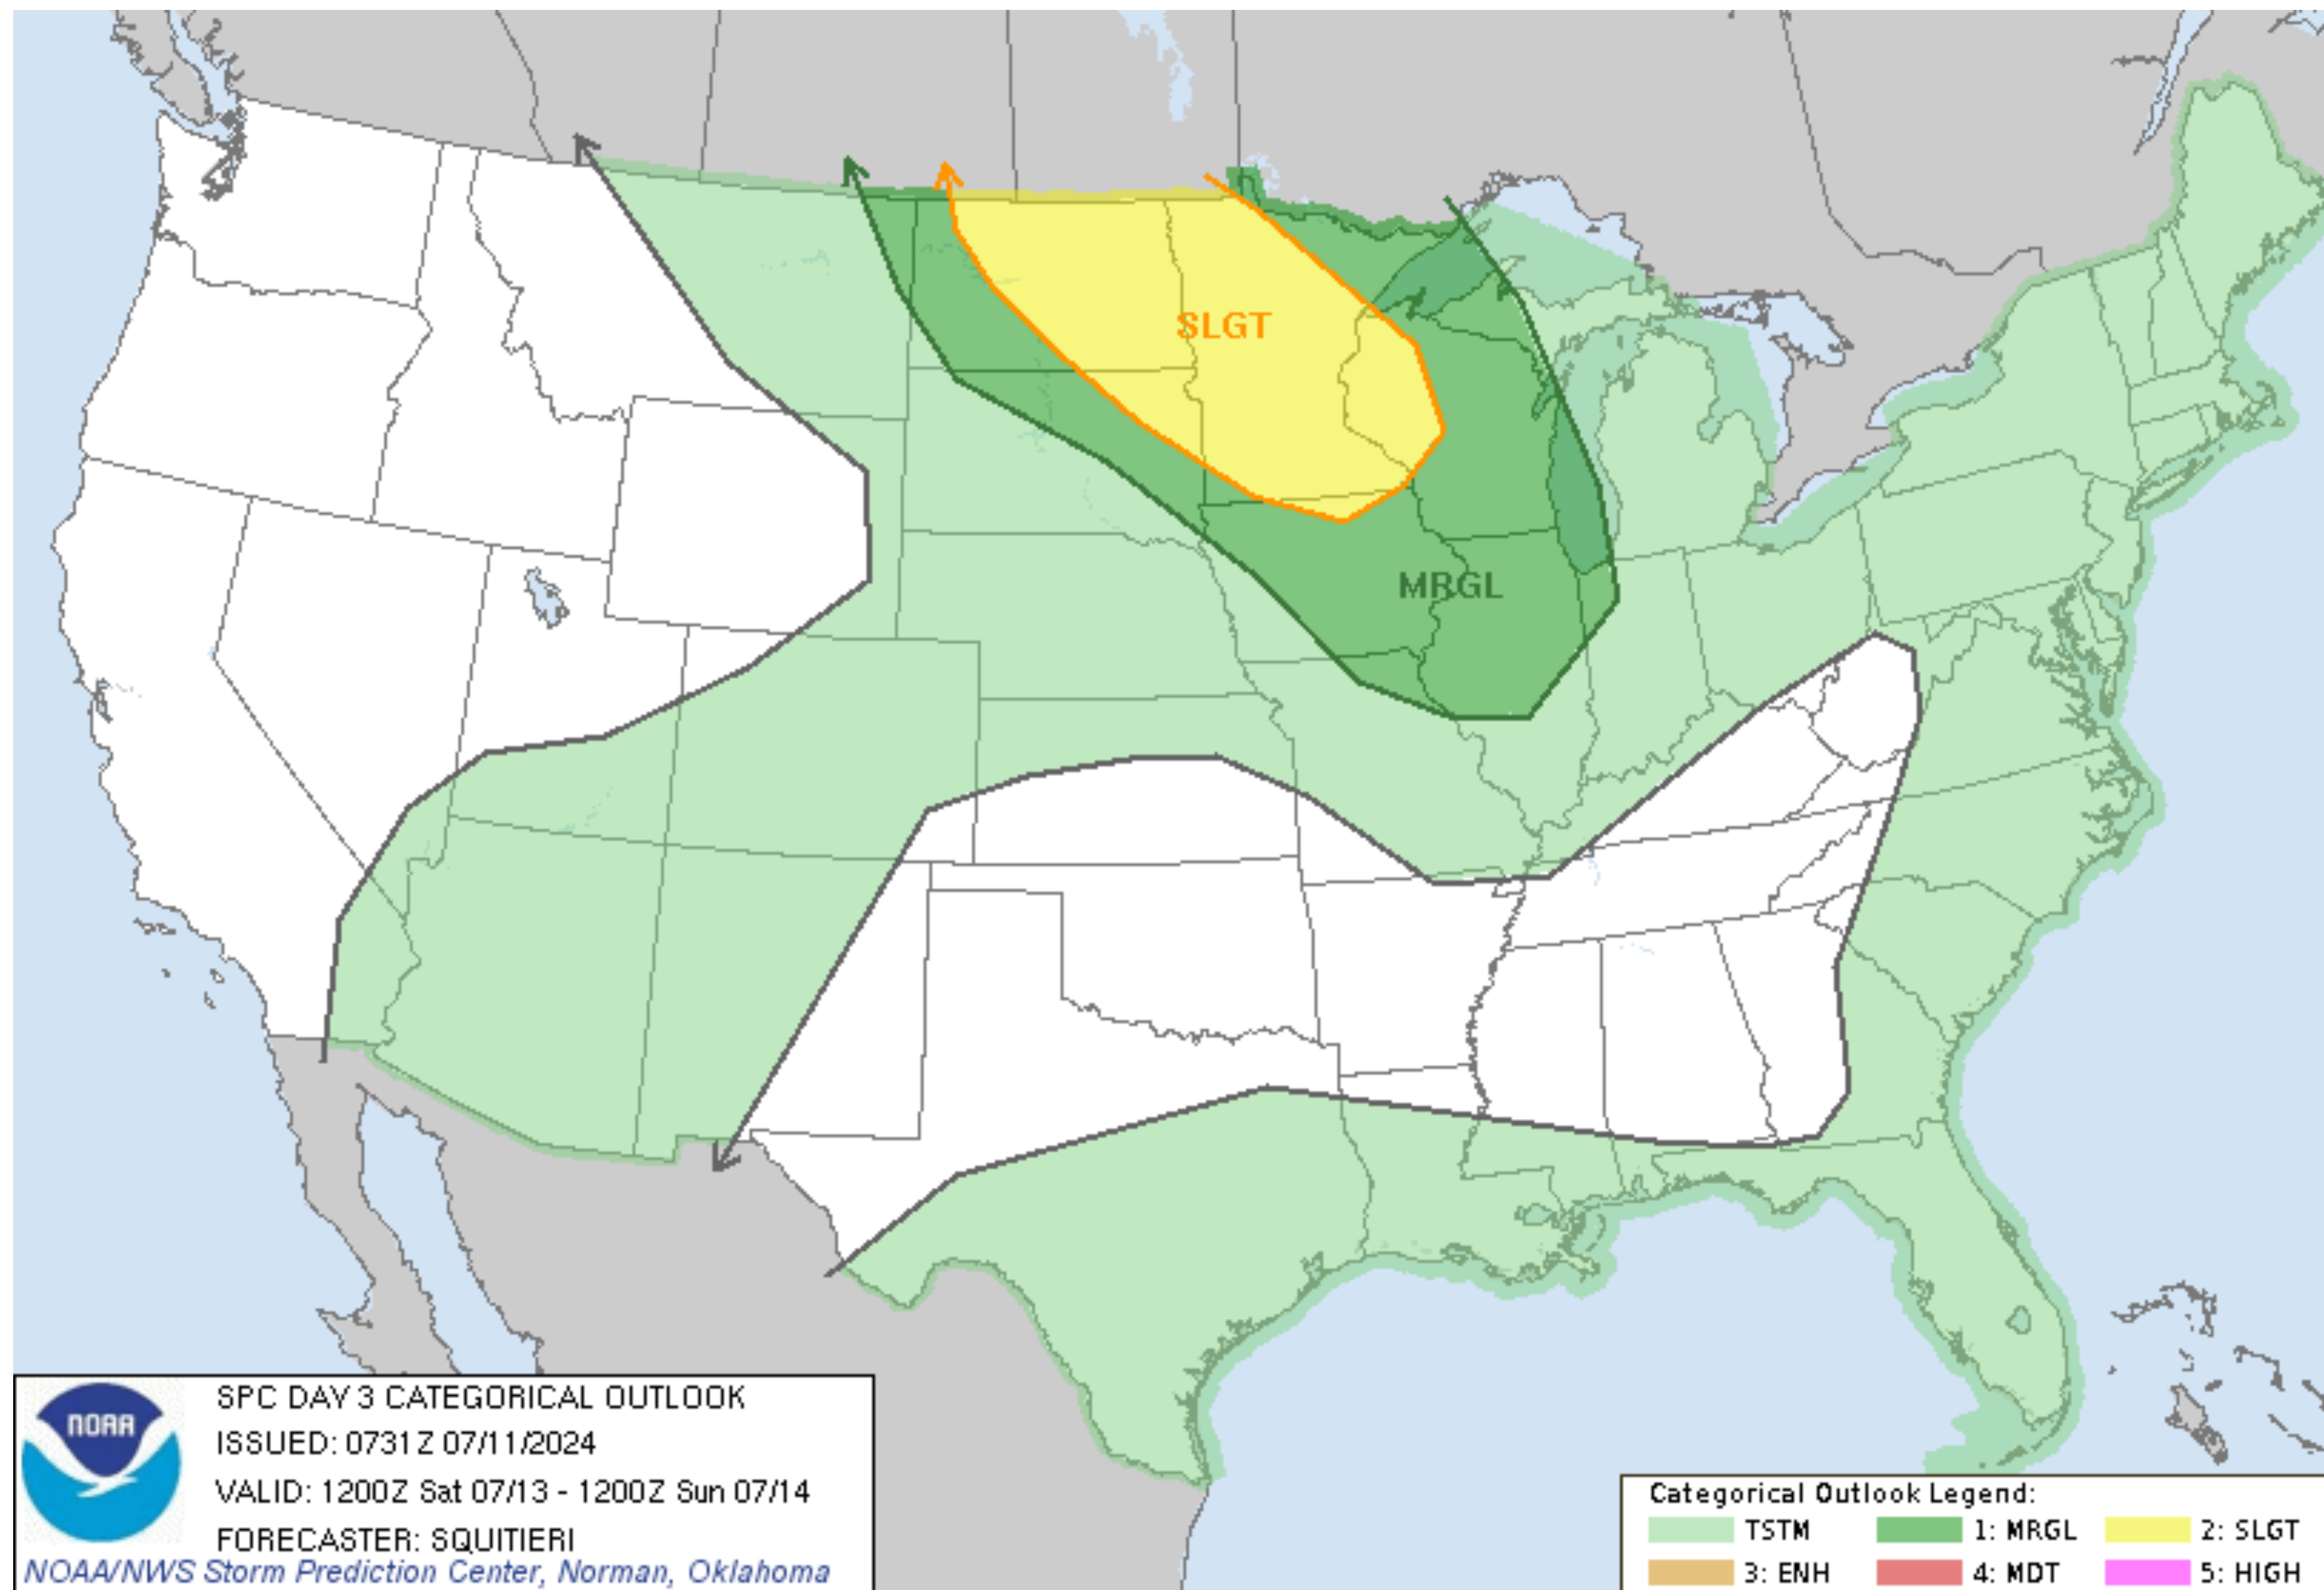 SLGT
MRGL
NOAA
SPC DAY 3 CATEGORICAL OUTLOOK
ISSUED: 0731Z 07/11/2024
VALID: 1200Z Sat 07/13 - 1200Z Sun 07/14
FORECASTER: SQUITIERI
NOAA/NWS Storm Prediction Center, Norman, Oklahoma
Categorical Outlook Legend:
TSTM 1: MRGL 2: SLGT
3: ENH 4: MDT 5: HIGH